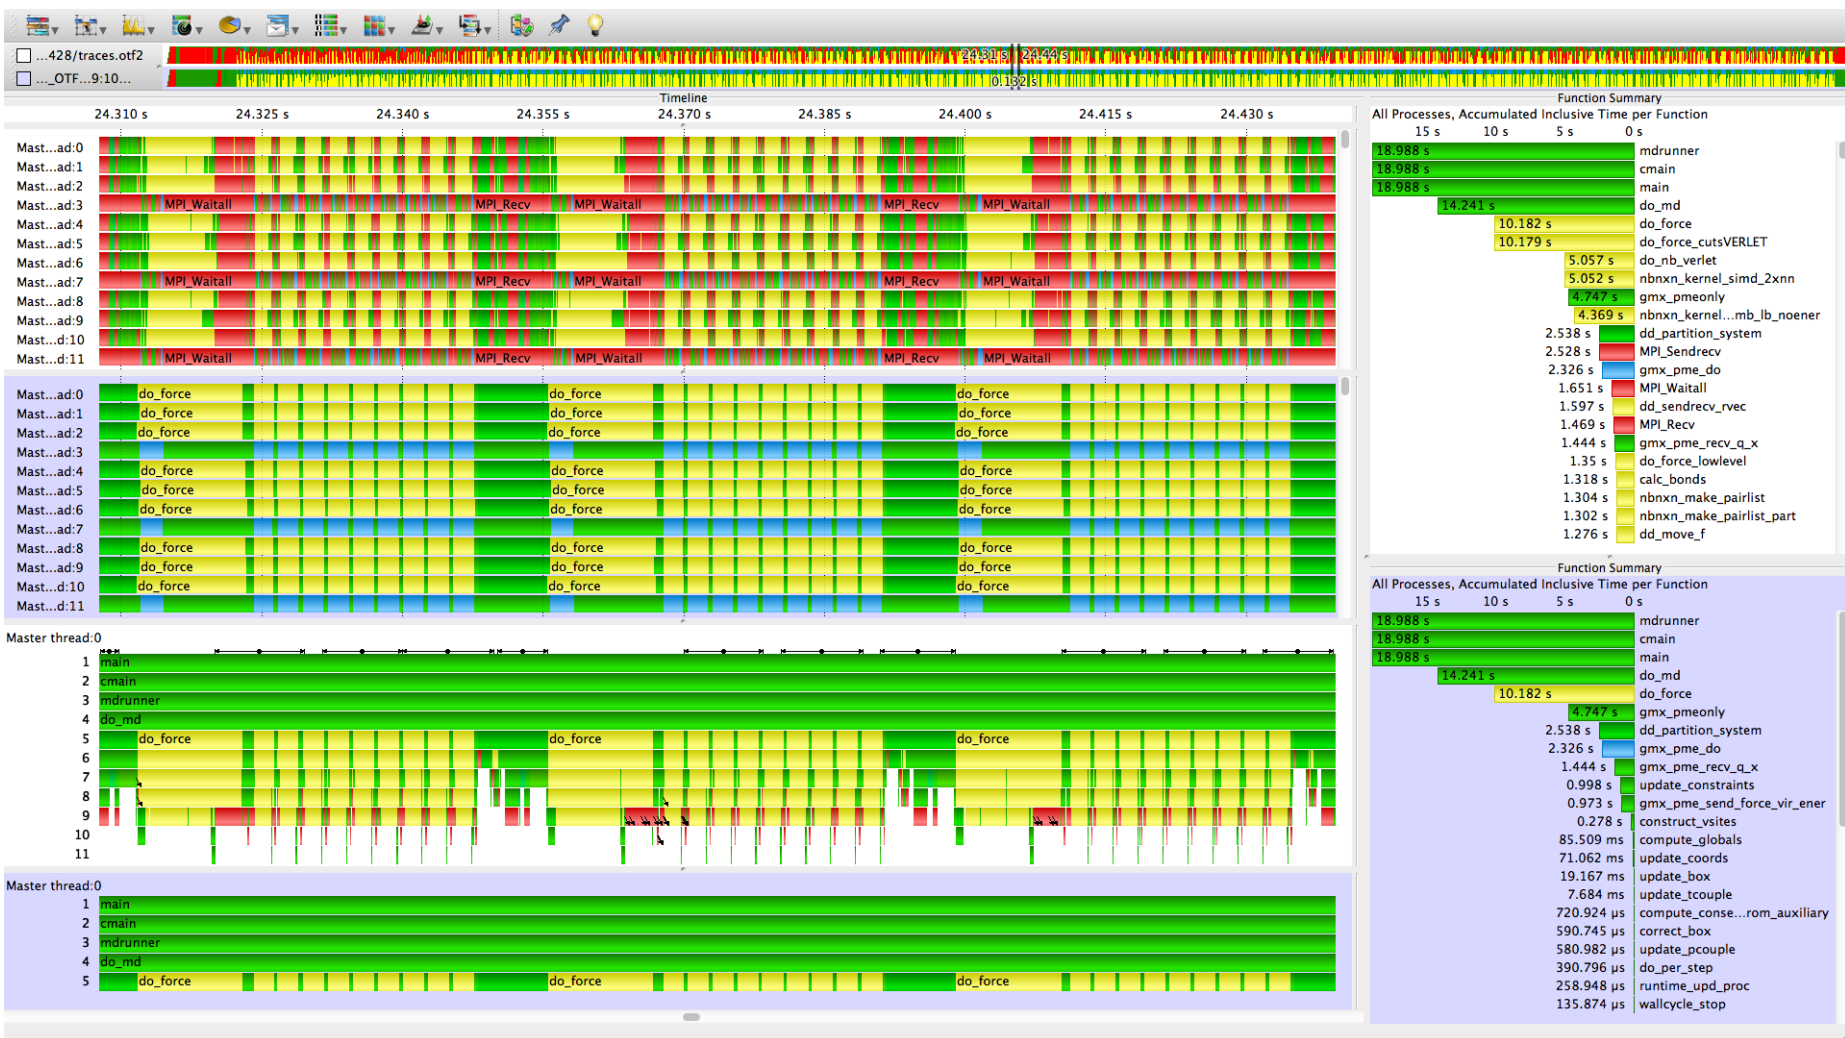 ...428/traces.otf2
24.31 s 24.44 s
..._OTF...9:10...
0.132 s
Timeline
24.310 s 24.325 s 24.340 s 24.355 s 24.370 s 24.385 s 24.400 s 24.415 s 24.430 s
Mast...ad:0
Mast...ad:1
Mast...ad:2
Mast...ad:3 MPI_Waitall MPI_Recv MPI_Waitall MPI_Recv MPI_Waitall
Mast...ad:4
Mast...ad:5
Mast...ad:6
Mast...ad:7 MPI_Waitall MPI_Recv MPI_Waitall MPI_Recv MPI_Waitall
Mast...ad:8
Mast...ad:9
Mast...d:10
Mast...d:11 MPI_Waitall MPI_Recv MPI_Waitall MPI_Recv MPI_Waitall
Mast...ad:0 do_force do_force do_force
Mast...ad:1 do_force do_force do_force
Mast...ad:2 do_force do_force do_force
Mast...ad:3
Mast...ad:4 do_force do_force do_force
Mast...ad:5 do_force do_force do_force
Mast...ad:6 do_force do_force do_force
Mast...ad:7
Mast...ad:8 do_force do_force do_force
Mast...ad:9 do_force do_force do_force
Mast...d:10 do_force do_force do_force
Mast...d:11
Master thread:0
1 main
2 cmain
3 mdrunner
4 do_md
5 do_force do_force do_force
6
7
8
9
10
11
Master thread:0
1 main
2 cmain
3 mdrunner
4 do_md
5 do_force do_force do_force
Function Summary
All Processes, Accumulated Inclusive Time per Function
15 s 10 s 5 s 0 s
18.988 s mdrunner
18.988 s cmain
18.988 s main
14.241 s do_md
10.182 s do_force
10.179 s do_force_cutsVERLET
5.057 s do_nb_verlet
5.052 s nbnxn_kernel_simd_2xnn
4.747 s gmx_pmeonly
4.369 s nbnxn_kernel...mb_lb_noener
2.538 s dd_partition_system
2.528 s MPI_Sendrecv
2.326 s gmx_pme_do
1.651 s MPI_Waitall
1.597 s dd_sendrecv_rvec
1.469 s MPI_Recv
1.444 s gmx_pme_recv_q_x
1.35 s do_force_lowlevel
1.318 s calc_bonds
1.304 s nbnxn_make_pairlist
1.302 s nbnxn_make_pairlist_part
1.276 s dd_move_f
Function Summary
All Processes, Accumulated Inclusive Time per Function
15 s 10 s 5 s 0 s
18.988 s mdrunner
18.988 s cmain
18.988 s main
14.241 s do_md
10.182 s do_force
4.747 s gmx_pmeonly
2.538 s dd_partition_system
2.326 s gmx_pme_do
1.444 s gmx_pme_recv_q_x
0.998 s update_constraints
0.973 s gmx_pme_send_force_vir_ener
0.278 s construct_vsites
85.509 ms compute_globals
71.062 ms update_coords
19.167 ms update_box
7.684 ms update_tcouple
720.924 µs compute_conse...rom_auxiliary
590.745 µs correct_box
580.982 µs update_pcouple
390.796 µs do_per_step
258.948 µs runtime_upd_proc
135.874 µs wallcycle_stop